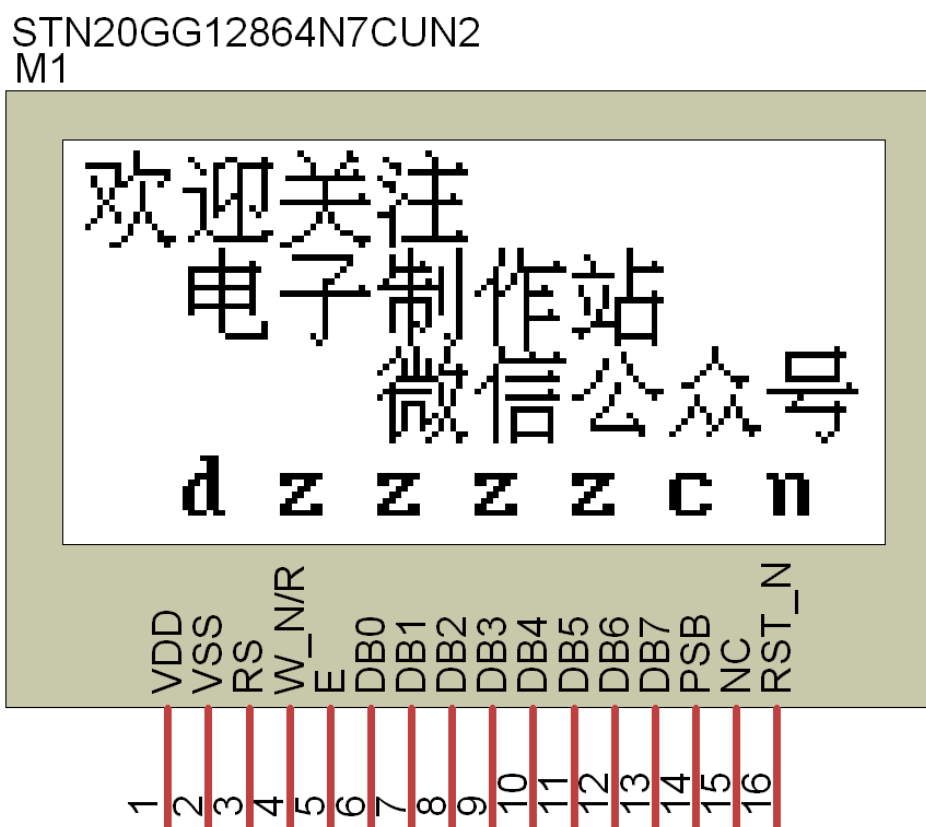 STN20GG12864N7CUN2
M1
欢迎关注
电子制作站
微信公众号
d z z z z c n
VDD VSS RS W_N/R E DB0 DB1 DB2 DB3 DB4 DB5 DB6 DB7 PSB NC RST_N
1 2 3 4 5 6 7 8 9 10 11 12 13 14 15 16